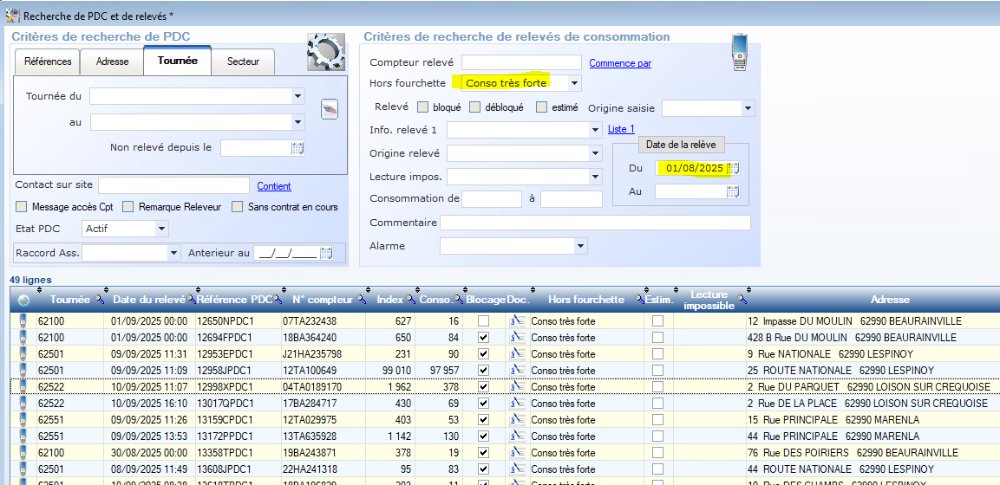 Recherche de PDC et de relevés *
Critères de recherche de PDC
Références Adresse Tournée Secteur
Tournée du
au
Non relevé depuis le
Contact sur site Contient
Message accès Cpt Remarque Releveur Sans contrat en cours
Etat PDC Actif
Raccord Ass. Anterieur au __/__/____
Critères de recherche de relevés de consommation
Compteur relevé Commence par
Hors fourchette Conso très forte
Relevé bloqué débloqué estimé Origine saisie
Info. relevé 1 Liste 1
Origine relevé
Lecture impos.
Consommation de à
Date de la relève
Du 01/08/2025
Au
Commentaire
Alarme
49 lignes
Tournée Date du relevé Référence PDC N° compteur Index Conso. Blocage Doc. Hors fourchette Estim. Lecture impossible Adresse
62100 01/09/2025 00:00 12650NPDC1 07TA232438 627 16 Conso très forte 12 Impasse DU MOULIN 62990 BEAURAINVILLE
62100 01/09/2025 00:00 12694FPDC1 18BA364240 650 84 Conso très forte 428 B Rue DU MOULIN 62990 BEAURAINVILLE
62501 09/09/2025 11:31 12953EPDC1 J21HA235798 231 90 Conso très forte 9 Rue NATIONALE 62990 LESPINOY
62501 09/09/2025 11:09 12958JPDC1 12TA100649 99 010 97 957 Conso très forte 25 ROUTE NATIONALE 62990 LESPINOY
62522 10/09/2025 11:07 12998XPDC1 04TA0189170 1 962 378 Conso très forte 2 Rue DU PARQUET 62990 LOISON SUR CREQUOISE
62522 10/09/2025 16:10 13017QPDC1 17BA284717 430 69 Conso très forte 2 Rue DE LA PLACE 62990 LOISON SUR CREQUOISE
62551 09/09/2025 11:26 13159CPDC1 12TA029975 403 53 Conso très forte 15 Rue PRINCIPALE 62990 MARENLA
62551 09/09/2025 13:53 13172PPDC1 13TA635928 1 142 130 Conso très forte 44 Rue PRINCIPALE 62990 MARENLA
62100 30/08/2025 00:00 13358TPDC1 19BA243871 378 19 Conso très forte 76 Rue DES POIRIERS 62990 BEAURAINVILLE
62501 08/09/2025 11:49 13608JPDC1 22HA241318 95 83 Conso très forte 44 ROUTE NATIONALE 62990 LESPINOY